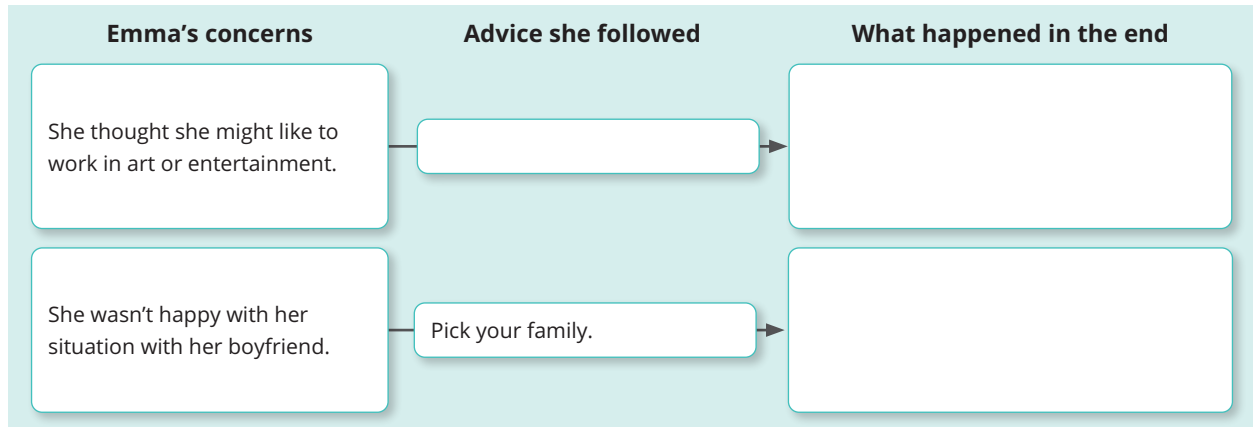 Emma’s concerns
Advice she followed
What happened in the end
She thought she might like to
work in art or entertainment.
She wasn’t happy with her
situation with her boyfriend.
Pick your family.